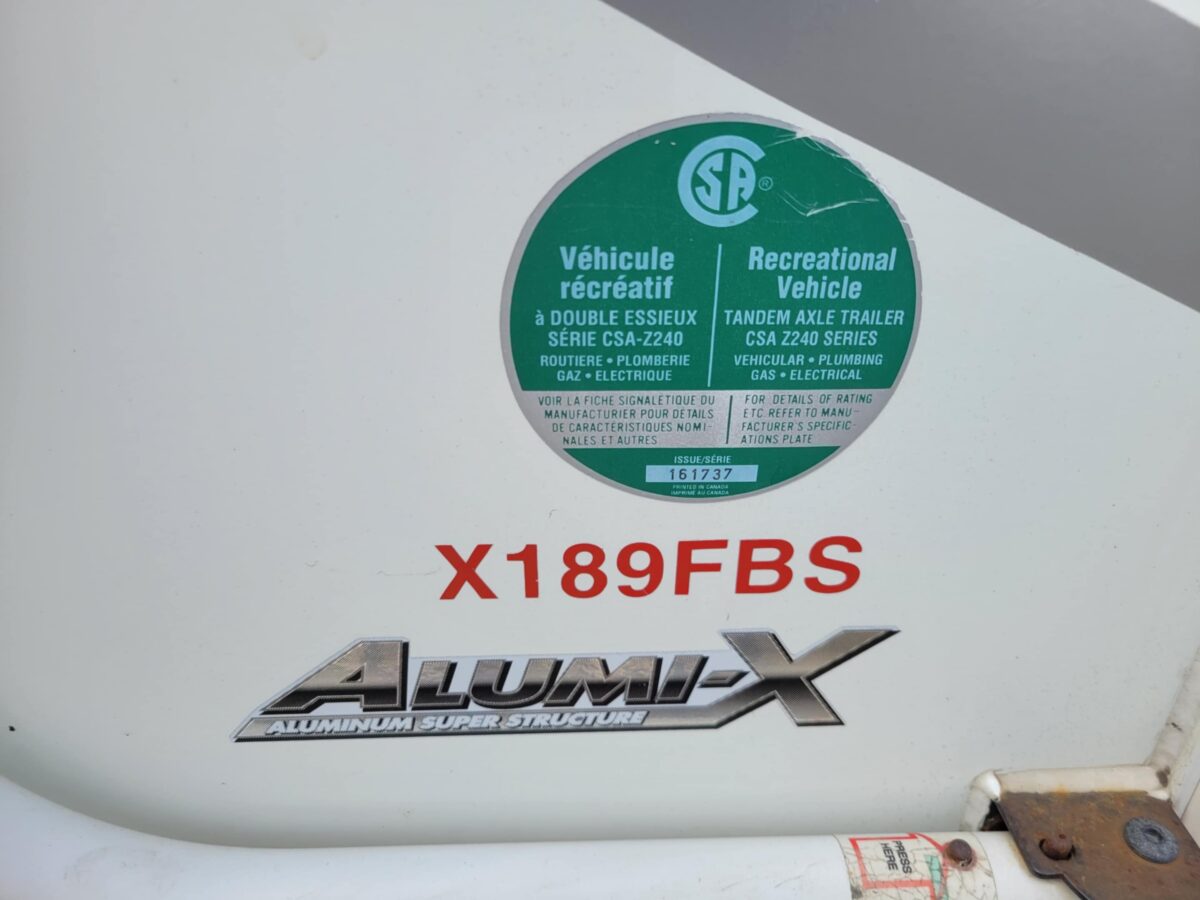 CSA®
Véhicule
récréatif
à DOUBLE ESSIEUX
SÉRIE CSA-Z240
ROUTIERE • PLOMBERIE
GAZ • ELECTRIQUE
Recreational
Vehicle
TANDEM AXLE TRAILER
CSA Z240 SERIES
VEHICULAR • PLUMBING
GAS • ELECTRICAL
VOIR LA FICHE SIGNALÉTIQUE DU
MANUFACTURIER POUR DÉTAILS
DE CARACTÉRISTIQUES NOMI-
NALES ET AUTRES
FOR DETAILS OF RATING
ETC. REFER TO MANU-
FACTURER'S SPECIFIC-
ATIONS PLATE
ISSUE/SÉRIE
161737
PRINTED IN CANADA
IMPRIMÉ AU CANADA
X189FBS
ALUMI-X
ALUMINUM SUPER STRUCTURE
PRESS
HERE